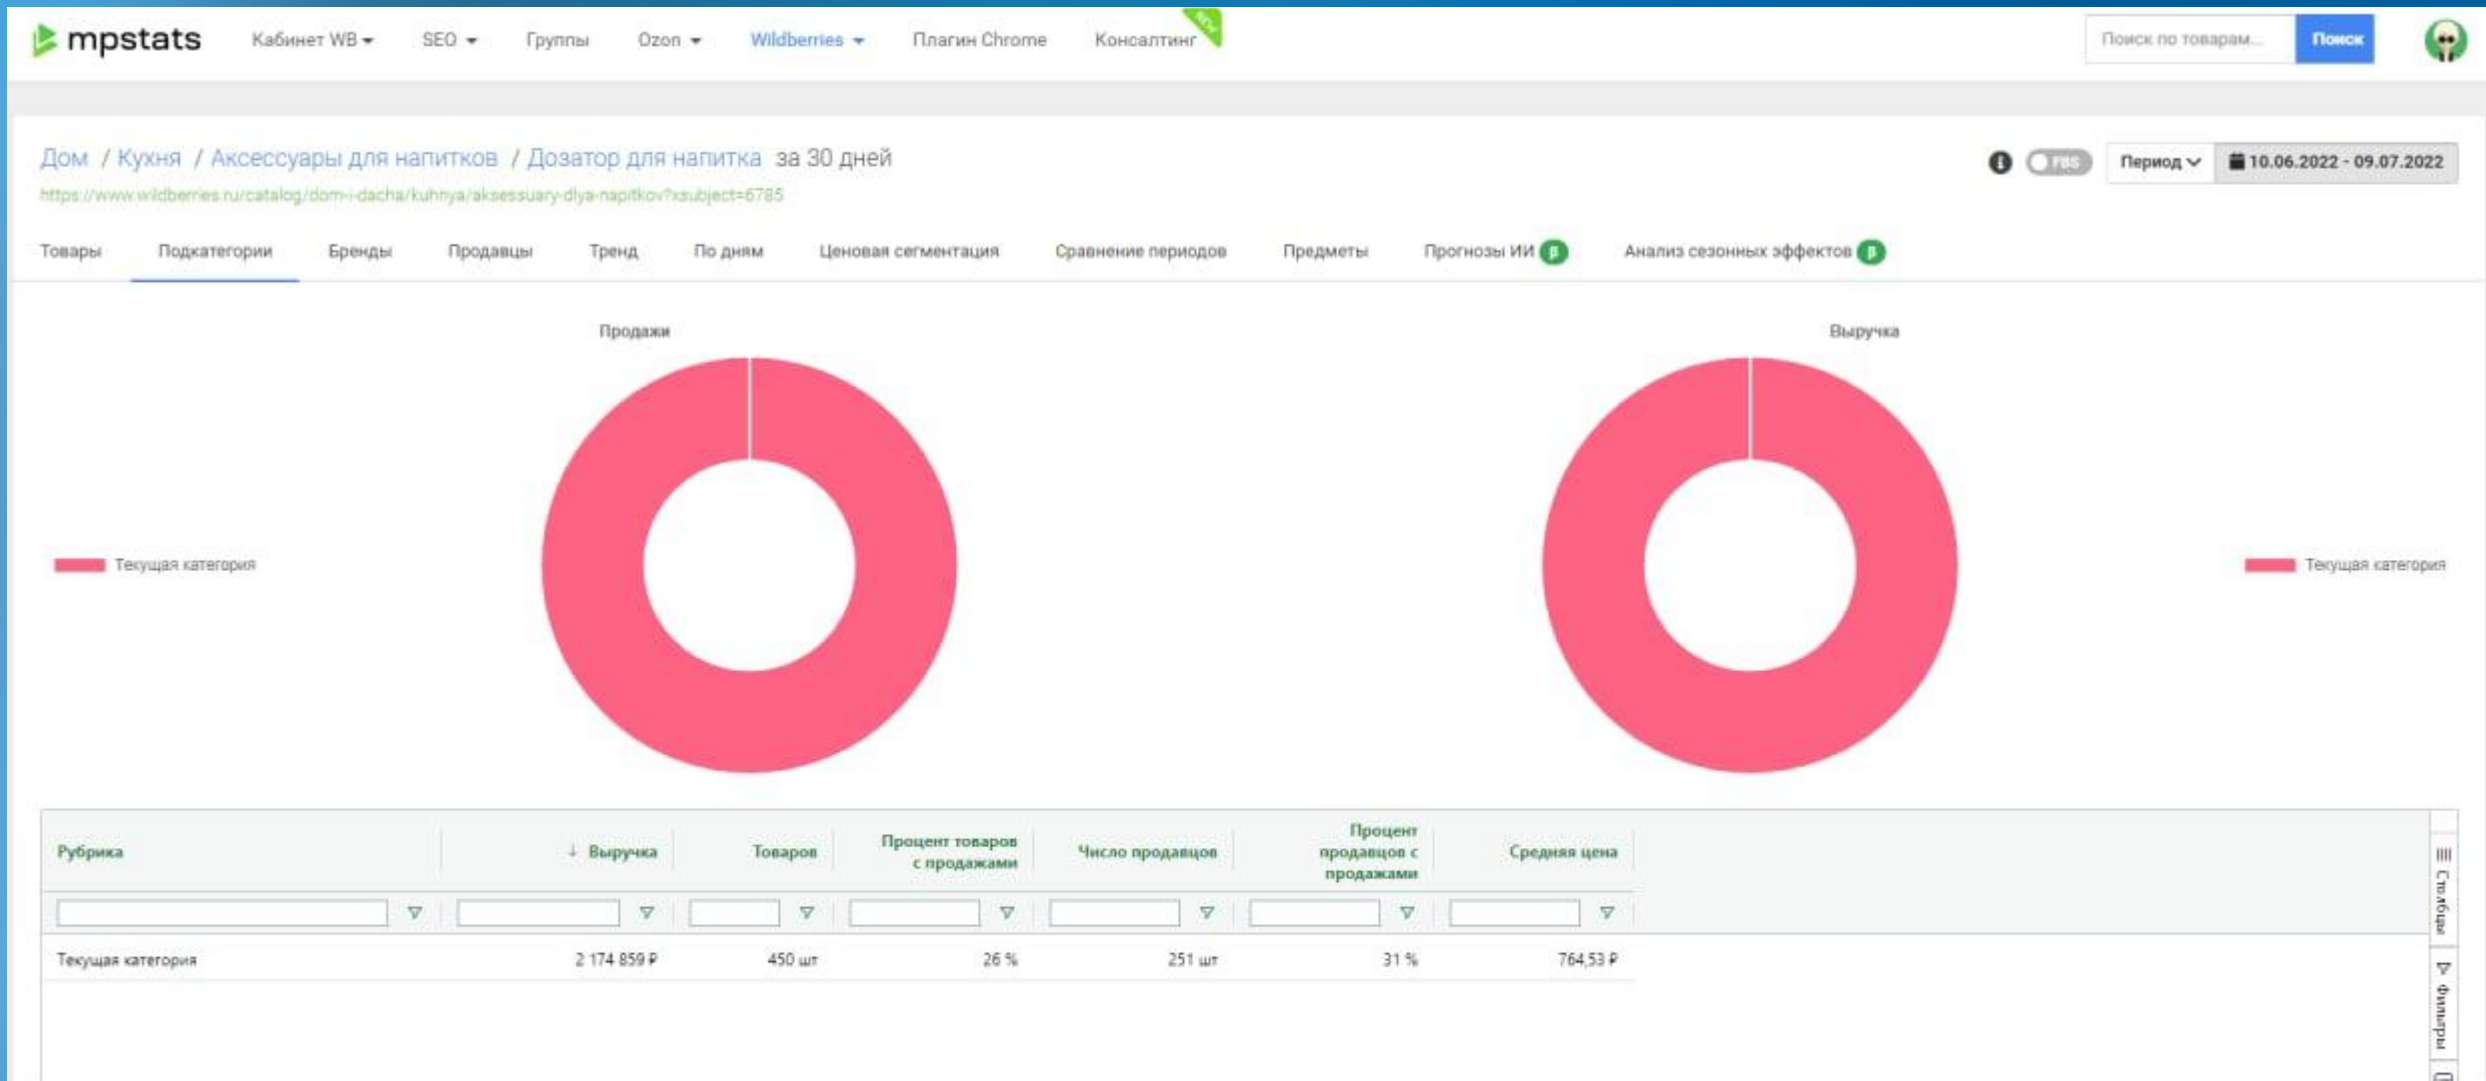 mpstats
Кабинет WB
SEO
Группы
Ozon
Wildberries
Плагин Chrome
Консалтинг
Поиск по товарам...
Поиск
Дом / Кухня / Аксессуары для напитков / Дозатор для напитка за 30 дней
FBS
Период
10.06.2022 - 09.07.2022
https://www.wildberries.ru/catalog/dom-i-dacha/kuhnya/aksessuary-dlya-napitkov?xsubject=6785
Товары
Подкатегории
Бренды
Продавцы
Тренд
По дням
Ценовая сегментация
Сравнение периодов
Предметы
Прогнозы ИИ β
Анализ сезонных эффектов β
Продажи
Выручка
Текущая категория
Текущая категория
Рубрика
↓ Выручка
Товаров
Процент товаров
с продажами
Число продавцов
Процент
продавцов с
продажами
Средняя цена
Текущая категория
2 174 859 ₽
450 шт
26 %
251 шт
31 %
764,53 ₽
Столбцы
Фильтры